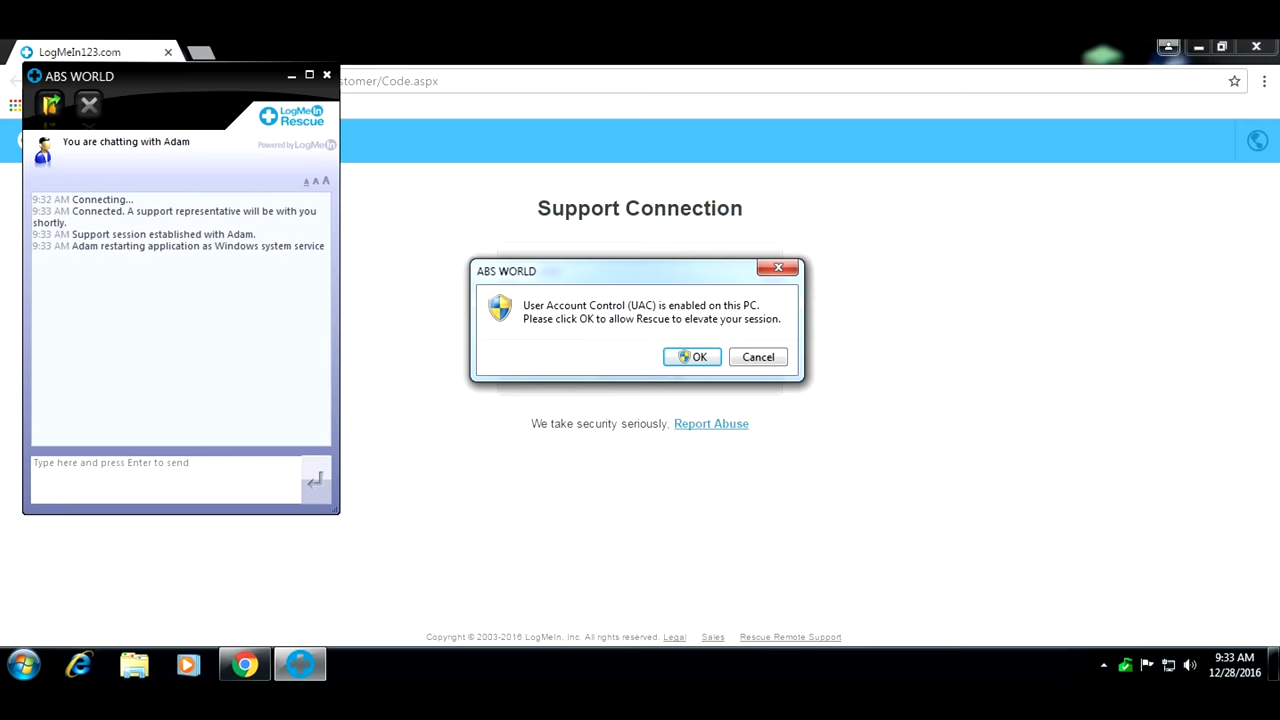 LogMeIn123.com
stomer/Code.aspx
ABS WORLD
LogMeIn
Rescue
You are chatting with Adam
Powered by LogMeIn
A A A
9:32 AM Connecting...
9:33 AM Connected. A support representative will be with you
shortly.
9:33 AM Support session established with Adam.
9:33 AM Adam restarting application as Windows system service
Type here and press Enter to send
Support Connection
ABS WORLD
User Account Control (UAC) is enabled on this PC.
Please click OK to allow Rescue to elevate your session.
OK
Cancel
We take security seriously, Report Abuse
Copyright © 2003-2016 LogMeIn, Inc. All rights reserved. Legal Sales Rescue Remote Support
9:33 AM
12/28/2016